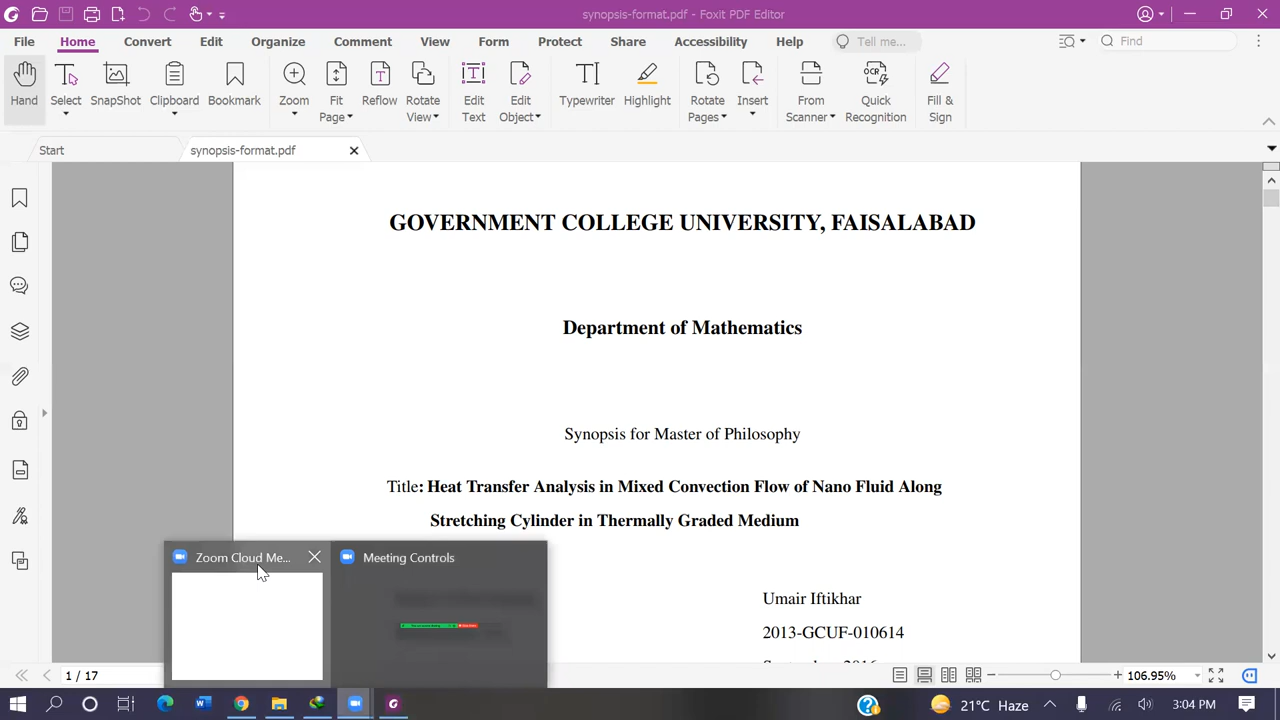 synopsis-format.pdf - Foxit PDF Editor
File Home Convert Edit Organize Comment View Form Protect Share Accessibility Help Tell me... Find
Hand Select SnapShot Clipboard Bookmark Zoom Fit Page Reflow Rotate View Edit Text Edit Object Typewriter Highlight Rotate Pages Insert From Scanner OCR Quick Recognition Fill & Sign
Start synopsis-format.pdf
GOVERNMENT COLLEGE UNIVERSITY, FAISALABAD
Department of Mathematics
Synopsis for Master of Philosophy
Title: Heat Transfer Analysis in Mixed Convection Flow of Nano Fluid Along
Stretching Cylinder in Thermally Graded Medium
Zoom Cloud Me... Meeting Controls
Umair Iftikhar
2013-GCUF-010614
1 / 17 106.95%
21°C Haze 3:04 PM